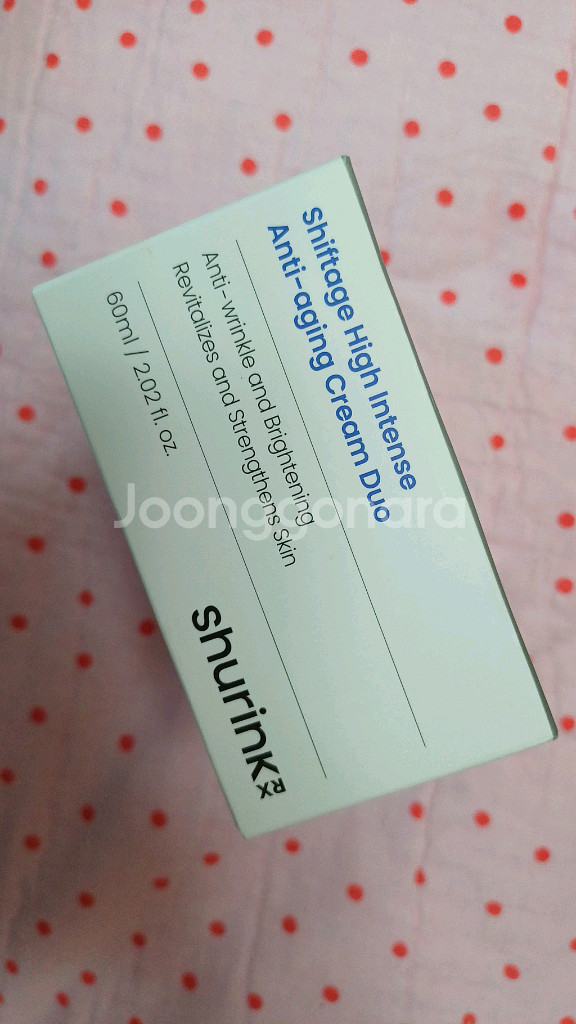 Shiftage High Intense
Anti-aging Cream Duo
Anti-wrinkle and Brightening
Revitalizes and Strengthens Skin
60ml / 2.02 fl. oz.
shurink RX
Joonggonara